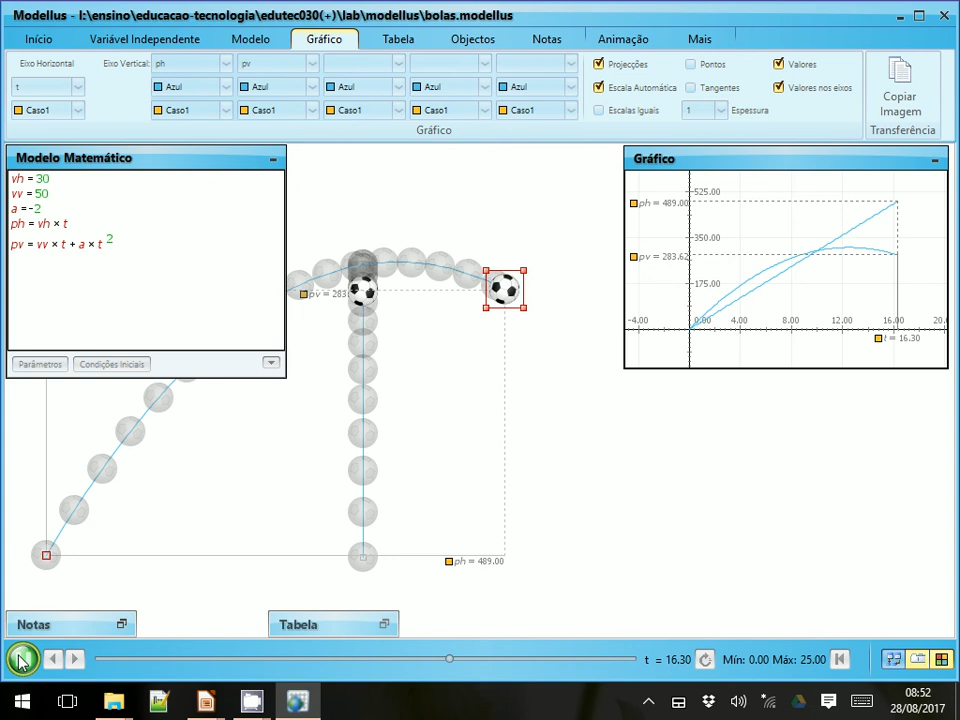 Modellus - I:\ensino\educacao-tecnologia\edutec030(+)\lab\modellus\bolas.modellus
Início Variável Independente Modelo Gráfico Tabela Objectos Notas Animação Mais
Eixo Horizontal Eixo Vertical: ph pv Projecções Pontos Valores
t Azul Azul Azul Azul Azul Escala Automática Tangentes Valores nos eixos
Caso1 Caso1 Caso1 Caso1 Caso1 Caso1 Escalas Iguais 1 Espessura
Copiar
Imagem
Gráfico Transferência
Modelo Matemático
vh = 30
vv = 50
a = -2
ph = vh × t
pv = vv × t + a × t 2
Parâmetros Condições Iniciais
pv = 283
ph = 489.00
Gráfico
525.00
ph = 489.00
350.00
pv = 283.62
175.00
-4.00 0.00 4.00 8.00 12.00 16.00 20.0
t = 16.30
Notas Tabela
t = 16.30 Mín: 0.00 Máx: 25.00
08:52
28/08/2017